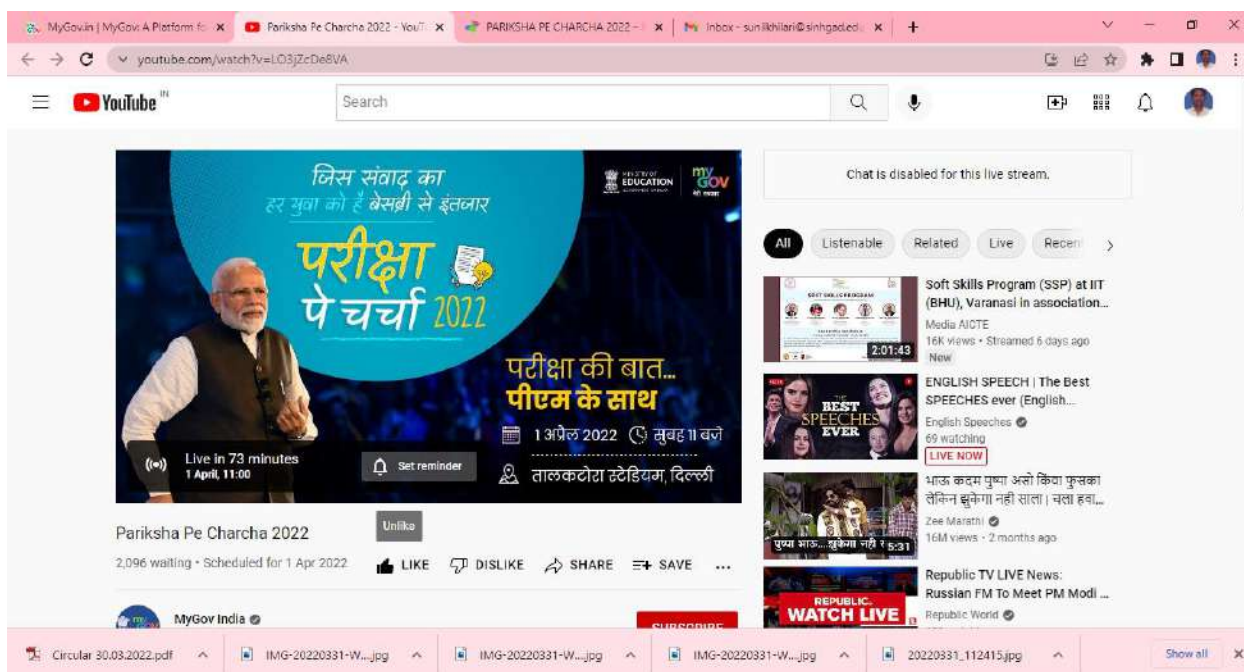 MyGov.in | MyGov: A Platform fo
Pariksha Pe Charcha 2022 - YouT
PARIKSHA PE CHARCHA 2022 -
Inbox - sunilkhilari@sinhgad.ed
youtube.com/watch?v=LO3jZcDe8VA
YouTube IN
Search
जिस संवाद का
हर युवा को है बेसब्री से इंतजार
परीक्षा
पे चर्चा 2022
MINISTRY OF
EDUCATION
my
GOV
मेरी सरकार
परीक्षा की बात...
पीएम के साथ
1 अप्रैल 2022
सुबह 11 बजे
तालकटोरा स्टेडियम, दिल्ली
Live in 73 minutes
1 April, 11:00
Set reminder
Pariksha Pe Charcha 2022
Unlike
2,096 waiting • Scheduled for 1 Apr 2022
LIKE
DISLIKE
SHARE
SAVE
MyGov India
SUBSCRIBE
Chat is disabled for this live stream.
All
Listenable
Related
Live
Recen
SOFT SKILLS PROGRAM
2:01:43
Soft Skills Program (SSP) at IIT
(BHU), Varanasi in association...
Media AICTE
16K views • Streamed 6 days ago
New
THE
BEST
SPEECHES
EVER
ENGLISH SPEECH | The Best
SPEECHES ever (English...
English Speeches
69 watching
LIVE NOW
पुष्पा भाऊ....झुकेगा नही
5:31
भाऊ कदम पुष्पा असो किंवा फुसका
लेकिन झुकेगा नही साला। चला हवा...
Zee Marathi
16M views • 2 months ago
REPUBLIC.
WATCH LIVE
Republic TV LIVE News:
Russian FM To Meet PM Modi ...
Republic World
Circular 30.03.2022.pdf
IMG-20220331-W....jpg
IMG-20220331-W....jpg
IMG-20220331-W....jpg
20220331_112415.jpg
Show all